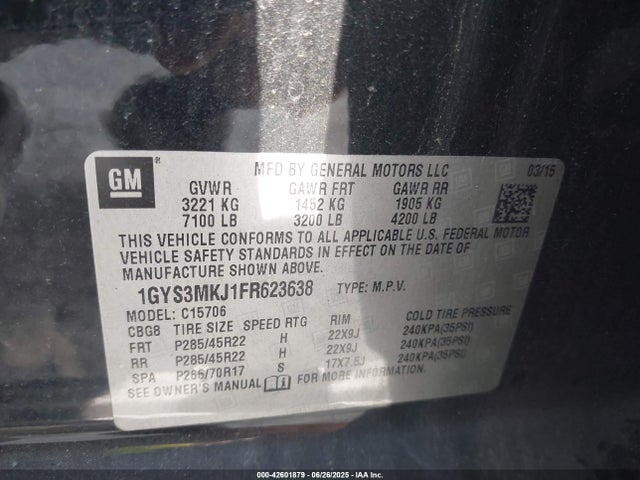 GM ®
MFD BY GENERAL MOTORS LLC 03/15
GVWR GAWR FRT GAWR RR
3221 KG 1452 KG 1905 KG
7100 LB 3200 LB 4200 LB
THIS VEHICLE CONFORMS TO ALL APPLICABLE U.S. FEDERAL MOTOR
VEHICLE SAFETY STANDARDS IN EFFECT ON THE DATE OF
MANUFACTURE SHOWN ABOVE.
1GYS3MKJ1FR623638 TYPE: M.P.V.
MODEL: C15706
CBG8 TIRE SIZE SPEED RTG RIM COLD TIRE PRESSURE
FRT P285/45R22 H 22X9J 240KPA(35PSI)
RR P285/45R22 H 22X9J 240KPA(35PSI)
SPA P265/70R17 S 17X7.5J 240KPA(35PSI)
SEE OWNER'S MANUAL FOR MORE INFORMATION.
000-42601879 - 06/26/2025 - IAA Inc.